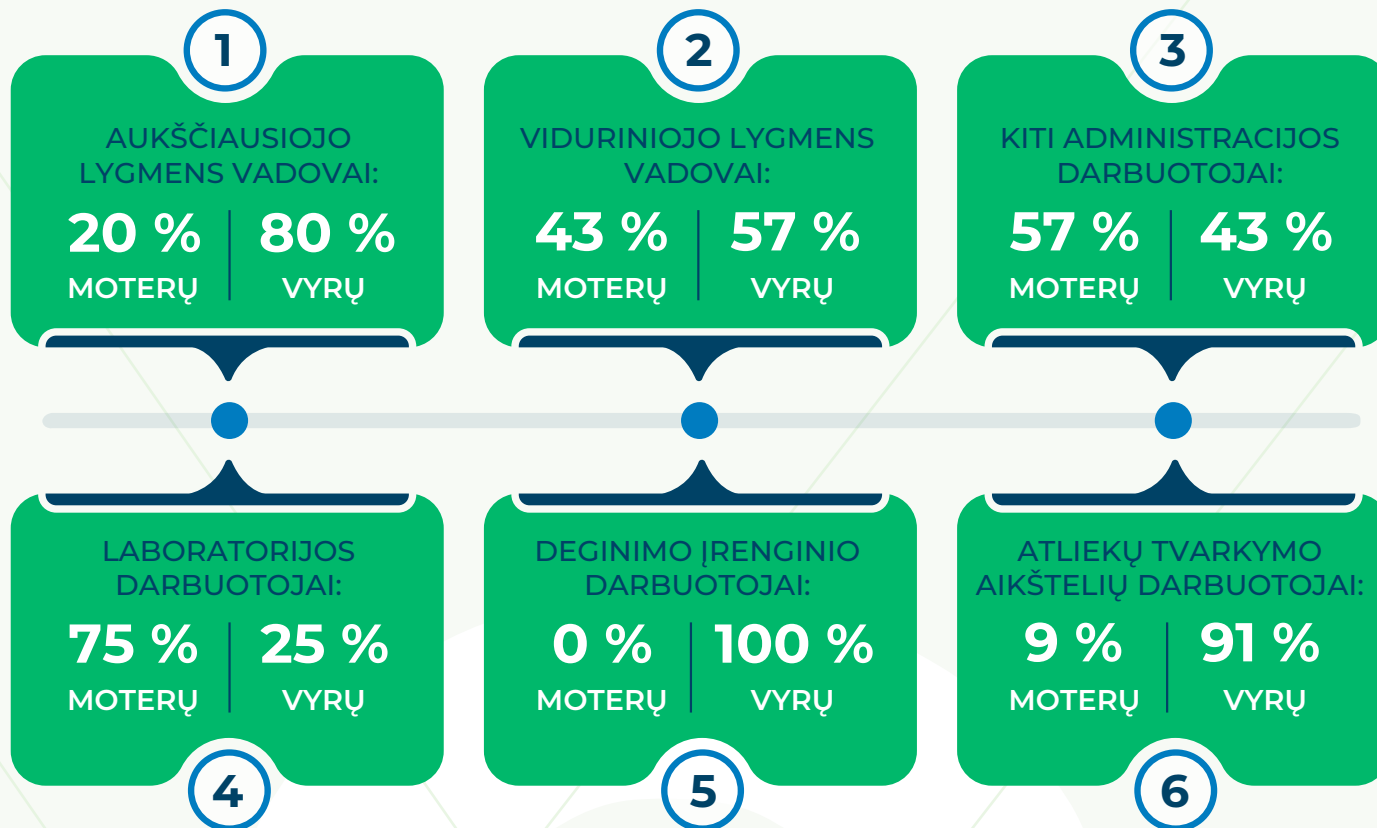 1
AUKŠČIAUSIOJO
LYGMENS VADOVAI:
20 % 80 %
MOTERŲ VYRŲ
2
VIDURINIOJO LYGMENS
VADOVAI:
43 % 57 %
MOTERŲ VYRŲ
3
KITI ADMINISTRACIJOS
DARBUOTOJAI:
57 % 43 %
MOTERŲ VYRŲ
LABORATORIJOS
DARBUOTOJAI:
75 % 25 %
MOTERŲ VYRŲ
4
DEGINIMO ĮRENGINIO
DARBUOTOJAI:
0 % 100 %
MOTERŲ VYRŲ
5
ATLIEKŲ TVARKYMO
AIKŠTELIŲ DARBUOTOJAI:
9 % 91 %
MOTERŲ VYRŲ
6